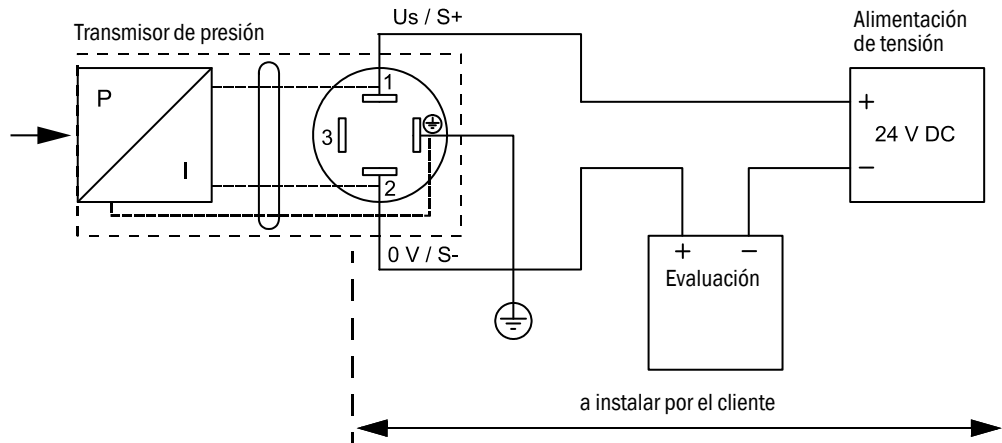 Us / S+
Transmisor de presión
Alimentación
de tensión
P
I
1
3
2
+
24 V DC
−
0 V / S-
+ −
Evaluación
a instalar por el cliente